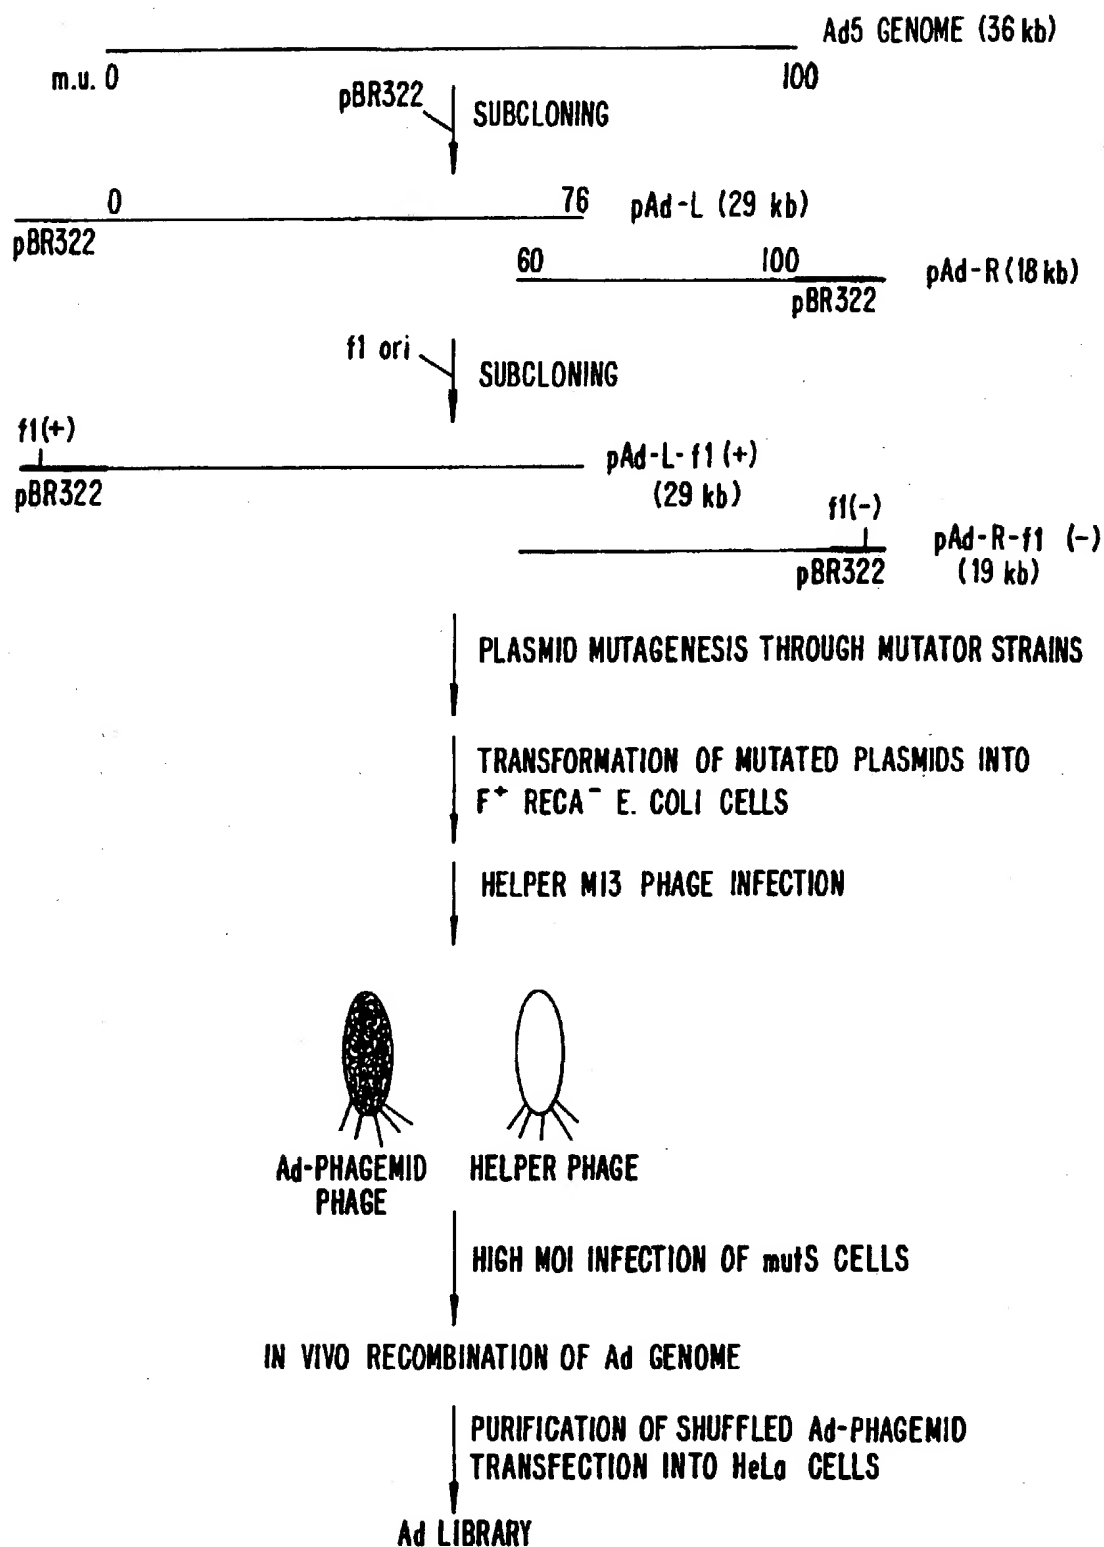 Ad5 GENOME (36 kb)
m.u. 0
100
pBR322
SUBCLONING
0
76
pAd-L (29 kb)
pBR322
60
100
pAd-R (18 kb)
pBR322
f1 ori
SUBCLONING
f1(+)
pAd-L-f1 (+)
(29 kb)
pBR322
f1(-)
pAd-R-f1 (-)
(19 kb)
pBR322
PLASMID MUTAGENESIS THROUGH MUTATOR STRAINS
TRANSFORMATION OF MUTATED PLASMIDS INTO
F⁺ RECA⁻ E. COLI CELLS
HELPER M13 PHAGE INFECTION
Ad-PHAGEMID
PHAGE
HELPER PHAGE
HIGH MOI INFECTION OF mutS CELLS
IN VIVO RECOMBINATION OF Ad GENOME
PURIFICATION OF SHUFFLED Ad-PHAGEMID
TRANSFECTION INTO HeLa CELLS
Ad LIBRARY